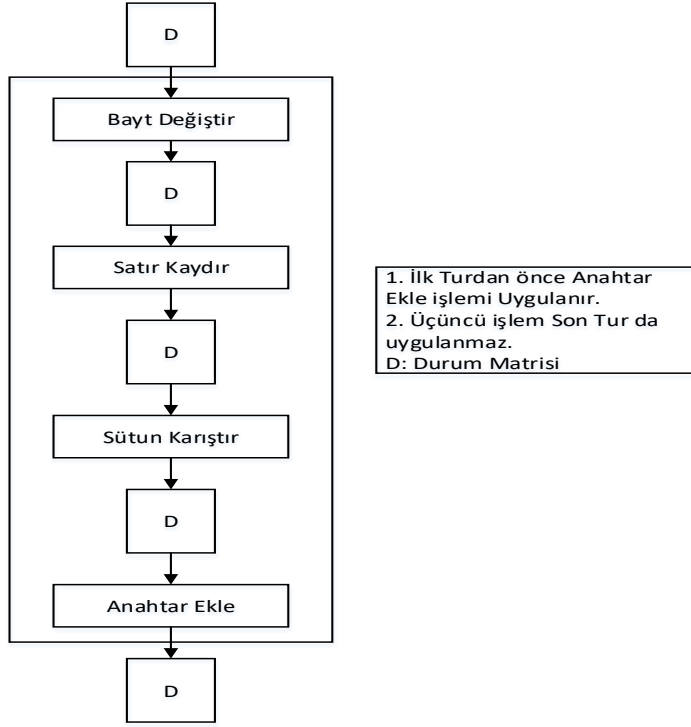 D
Bayt Değiştir
D
Satır Kaydır
D
Sütun Karıştır
D
Anahtar Ekle
D
1. İlk Turdan önce Anahtar
Ekle işlemi Uygulanır.
2. Üçüncü işlem Son Tur da
uygulanmaz.
D: Durum Matrisi